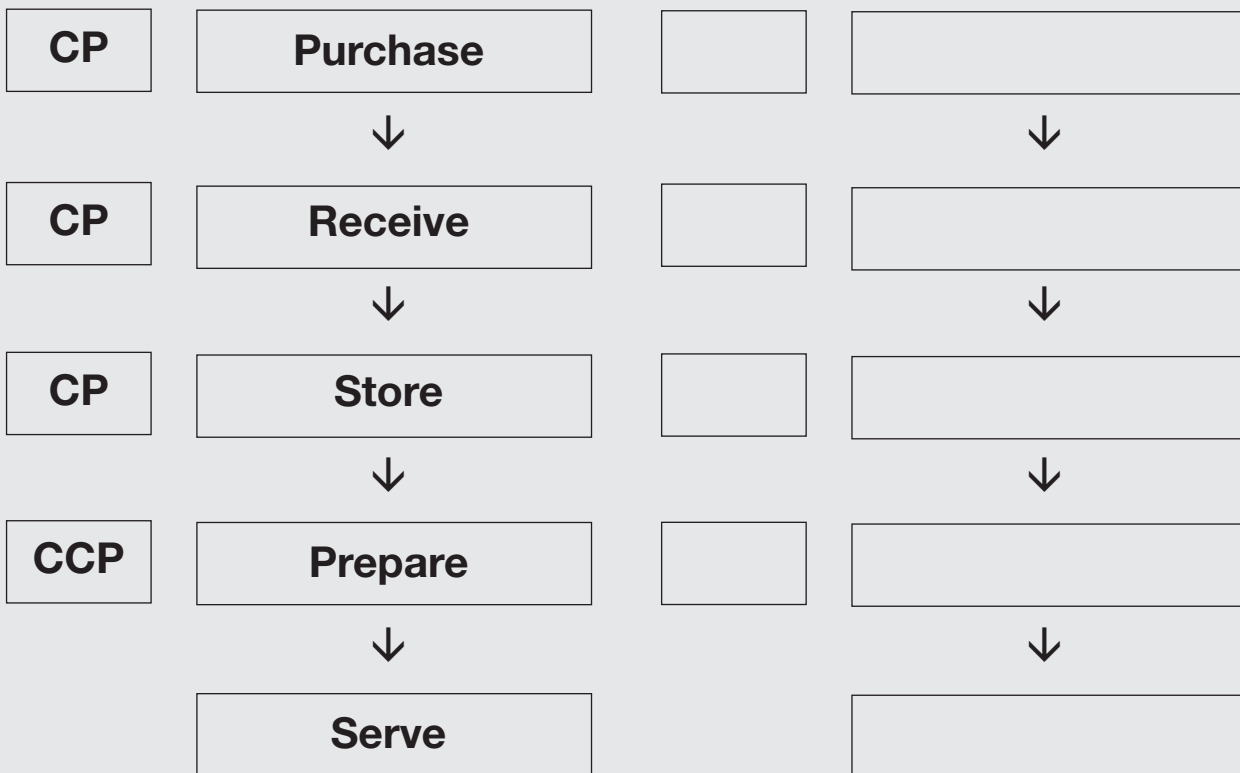 CP Purchase
CP Receive
CP Store
CCP Prepare
Serve